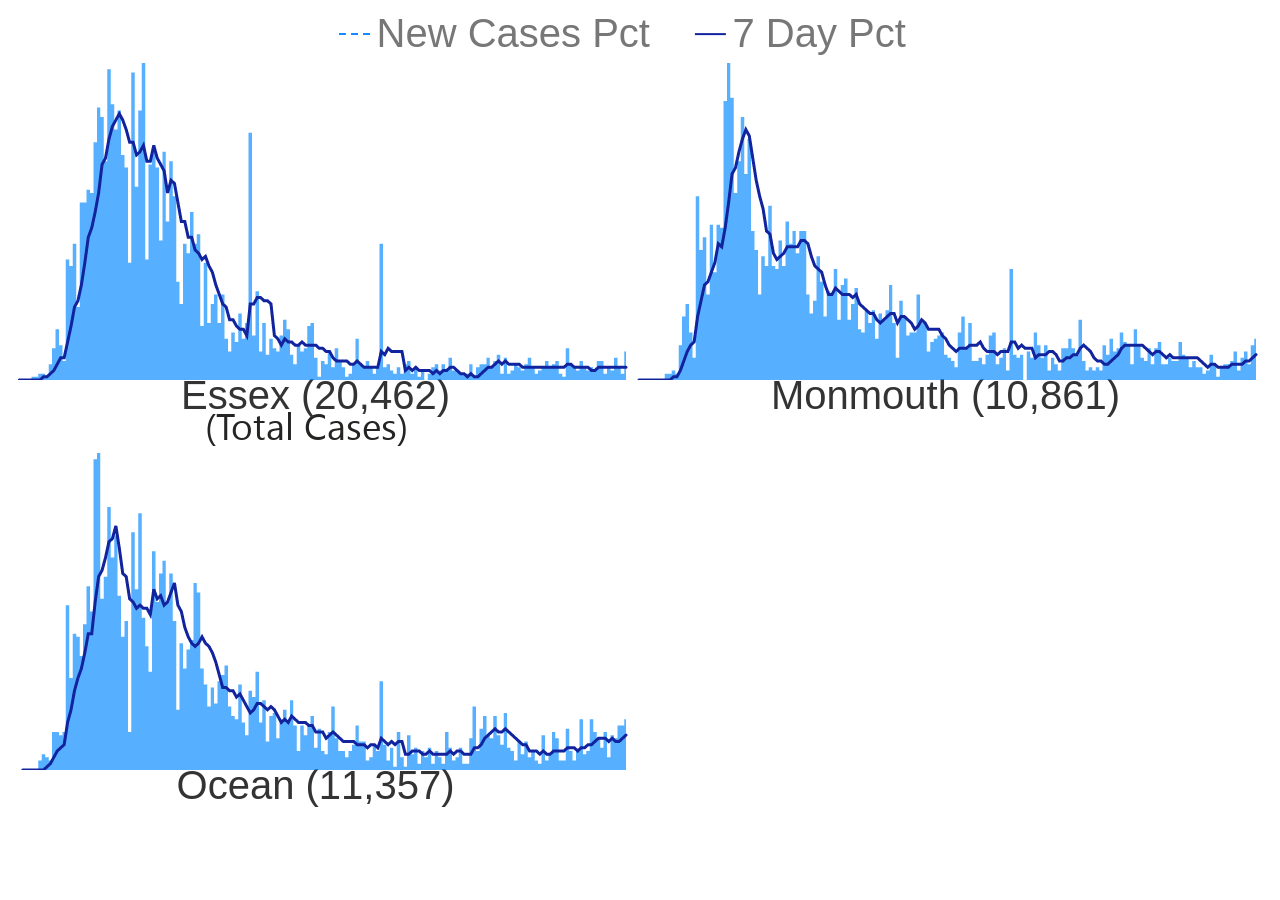 New Cases Pct 7 Day Pct
Essex (20,462)
(Total Cases)
Monmouth (10,861)
Ocean (11,357)